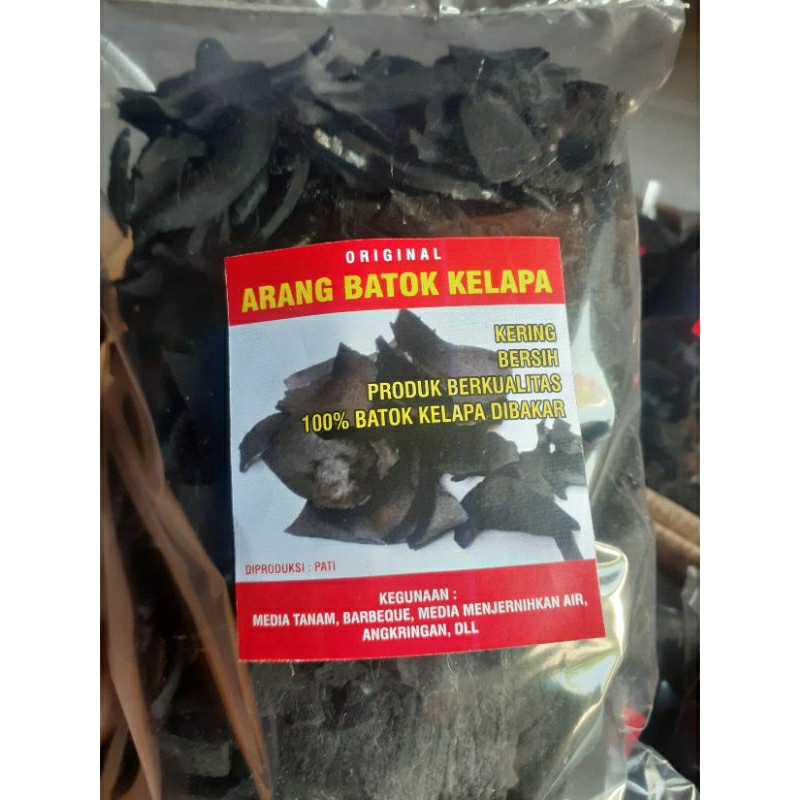 ORIGINAL
ARANG BATOK KELAPA
KERING
BERSIH
PRODUK BERKUALITAS
100% BATOK KELAPA DIBAKAR
DIPRODUKSI : PATI
KEGUNAAN :
MEDIA TANAM, BARBEQUE, MEDIA MENJERNIHKAN AIR,
ANGKRINGAN, DLL